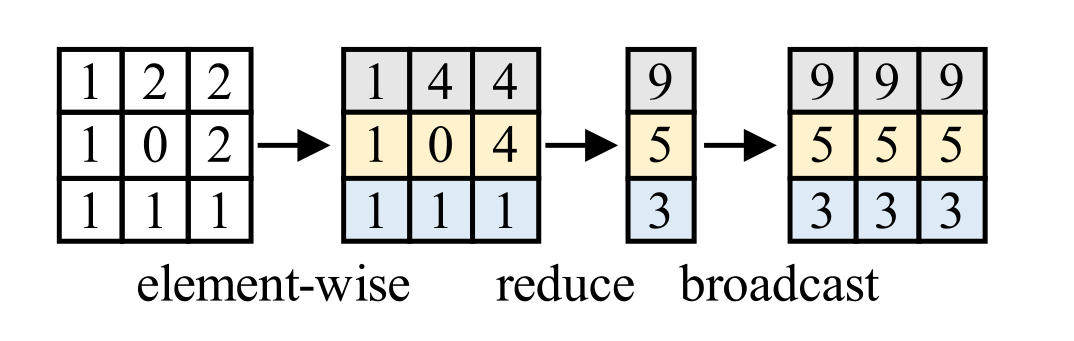 1 2 2 1 4 4 9 9 9 9
1 0 2 1 0 4 5 5 5 5
1 1 1 1 1 1 3 3 3 3
element-wise reduce broadcast